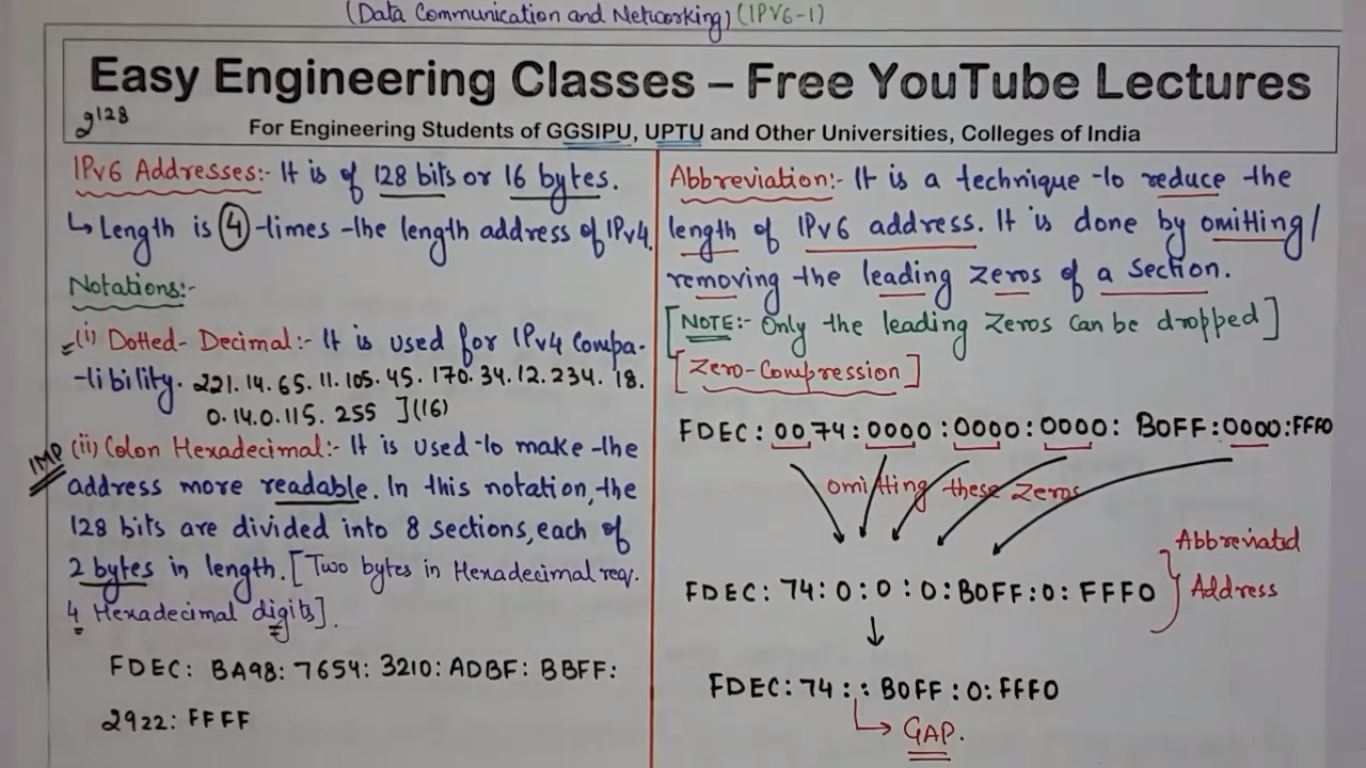 (Data Communication and Networking) (IPV6-1)
Easy Engineering Classes – Free YouTube Lectures
2^128
For Engineering Students of GGSIPU, UPTU and Other Universities, Colleges of India
IPv6 Addresses:- It is of 128 bits or 16 bytes.
↳ Length is 4 -times -the length address of IPv4.
Notations:-
(i) Dotted-Decimal:- It is used for IPv4 Compa-
-tibility. 221.14.65.11.105.45.170.34.12.234.18.
0.14.0.115.255 ](16)
IMP (ii) Colon Hexadecimal:- It is used to make the
address more readable. In this notation, the
128 bits are divided into 8 sections, each of
2 bytes in length. [Two bytes in Hexadecimal req.
4 Hexadecimal digits].
FDEC: BA98: 7654: 3210: ADBF: BBFF:
2922: FFFF
Abbreviation:- It is a technique to reduce the
length of IPv6 address. It is done by omitting/
removing the leading zeros of a section.
[NOTE:- Only the leading Zeros can be dropped]
[Zero-Compression]
FDEC: 0074: 0000: 0000: 0000: B0FF: 0000: FFF0
omitting these zeros
FDEC: 74: 0: 0: 0: B0FF: 0: FFF0
Abbreviated
Address
↓
FDEC: 74:: B0FF: 0: FFF0
↳ GAP.